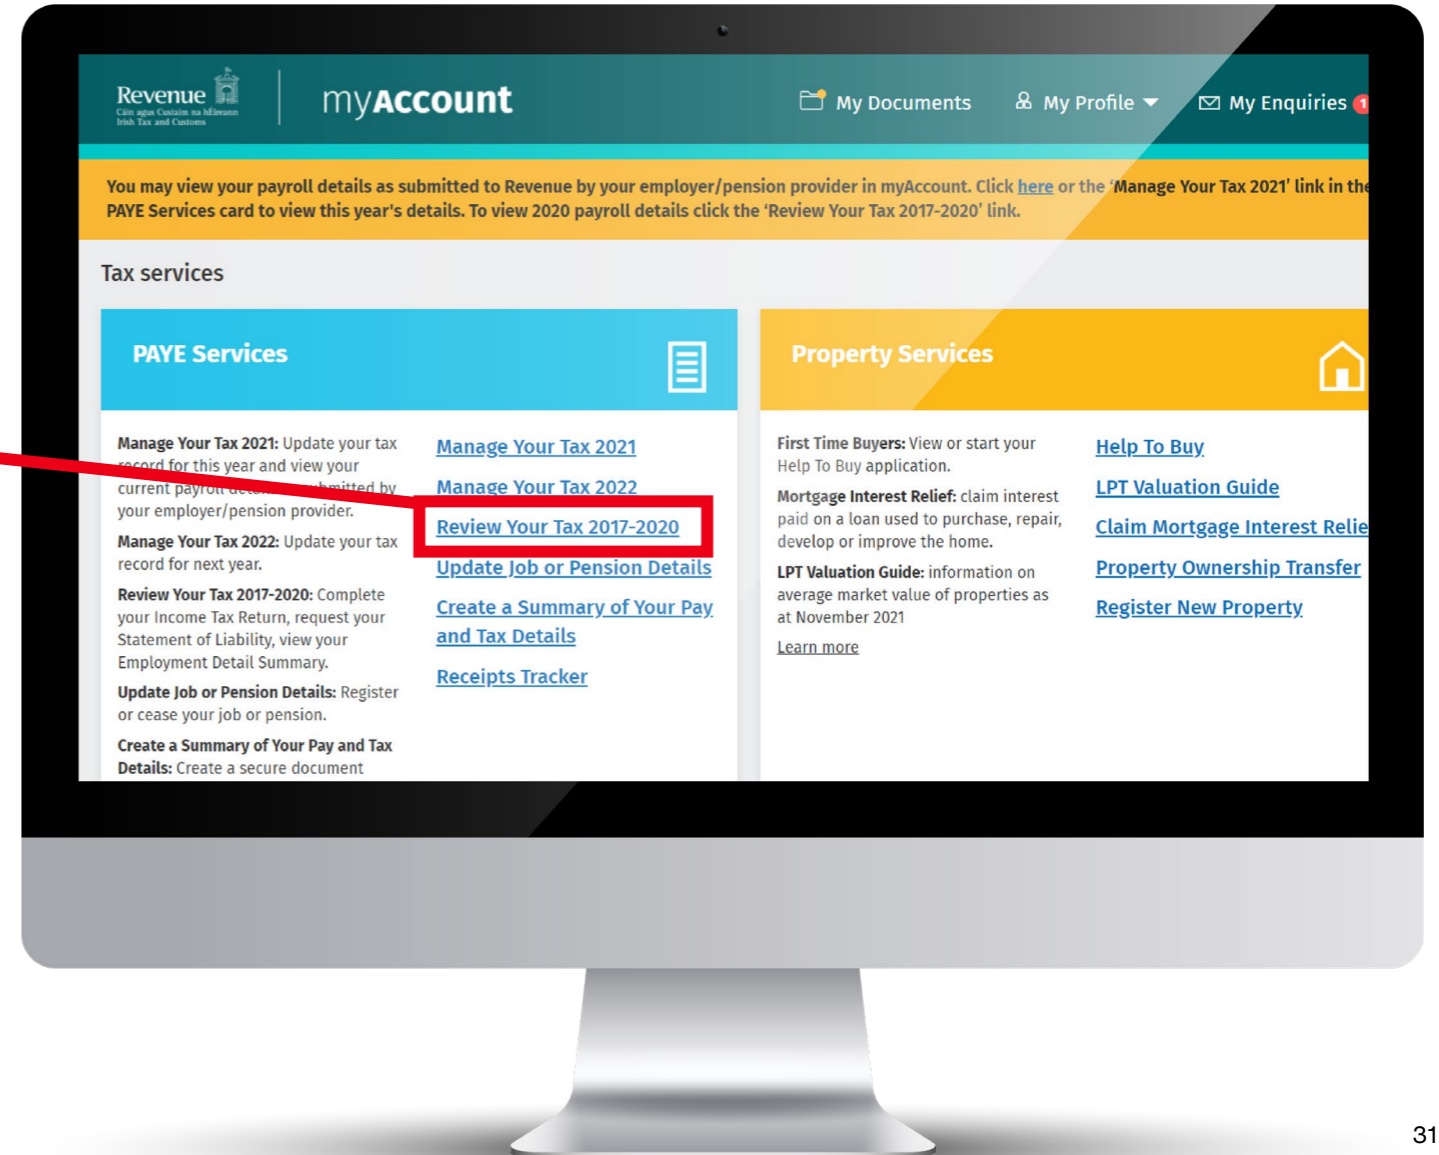 Revenue
Cáin agus Custaim na hÉireann
Irish Tax and Customs
myAccount
My Documents
My Profile
My Enquiries 1
You may view your payroll details as submitted to Revenue by your employer/pension provider in myAccount. Click here or the ‘Manage Your Tax 2021’ link in the
PAYE Services card to view this year's details. To view 2020 payroll details click the ‘Review Your Tax 2017-2020’ link.
Tax services
PAYE Services
Manage Your Tax 2021: Update your tax
record for this year and view your
current payroll submitted by
your employer/pension provider.
Manage Your Tax 2022: Update your tax
record for next year.
Review Your Tax 2017-2020: Complete
your Income Tax Return, request your
Statement of Liability, view your
Employment Detail Summary.
Update Job or Pension Details: Register
or cease your job or pension.
Create a Summary of Your Pay and Tax
Details: Create a secure document
Manage Your Tax 2021
Manage Your Tax 2022
Review Your Tax 2017-2020
Update Job or Pension Details
Create a Summary of Your Pay
and Tax Details
Receipts Tracker
Property Services
First Time Buyers: View or start your
Help To Buy application.
Mortgage Interest Relief: claim interest
paid on a loan used to purchase, repair,
develop or improve the home.
LPT Valuation Guide: information on
average market value of properties as
at November 2021
Learn more
Help To Buy
LPT Valuation Guide
Claim Mortgage Interest Relie
Property Ownership Transfer
Register New Property
31